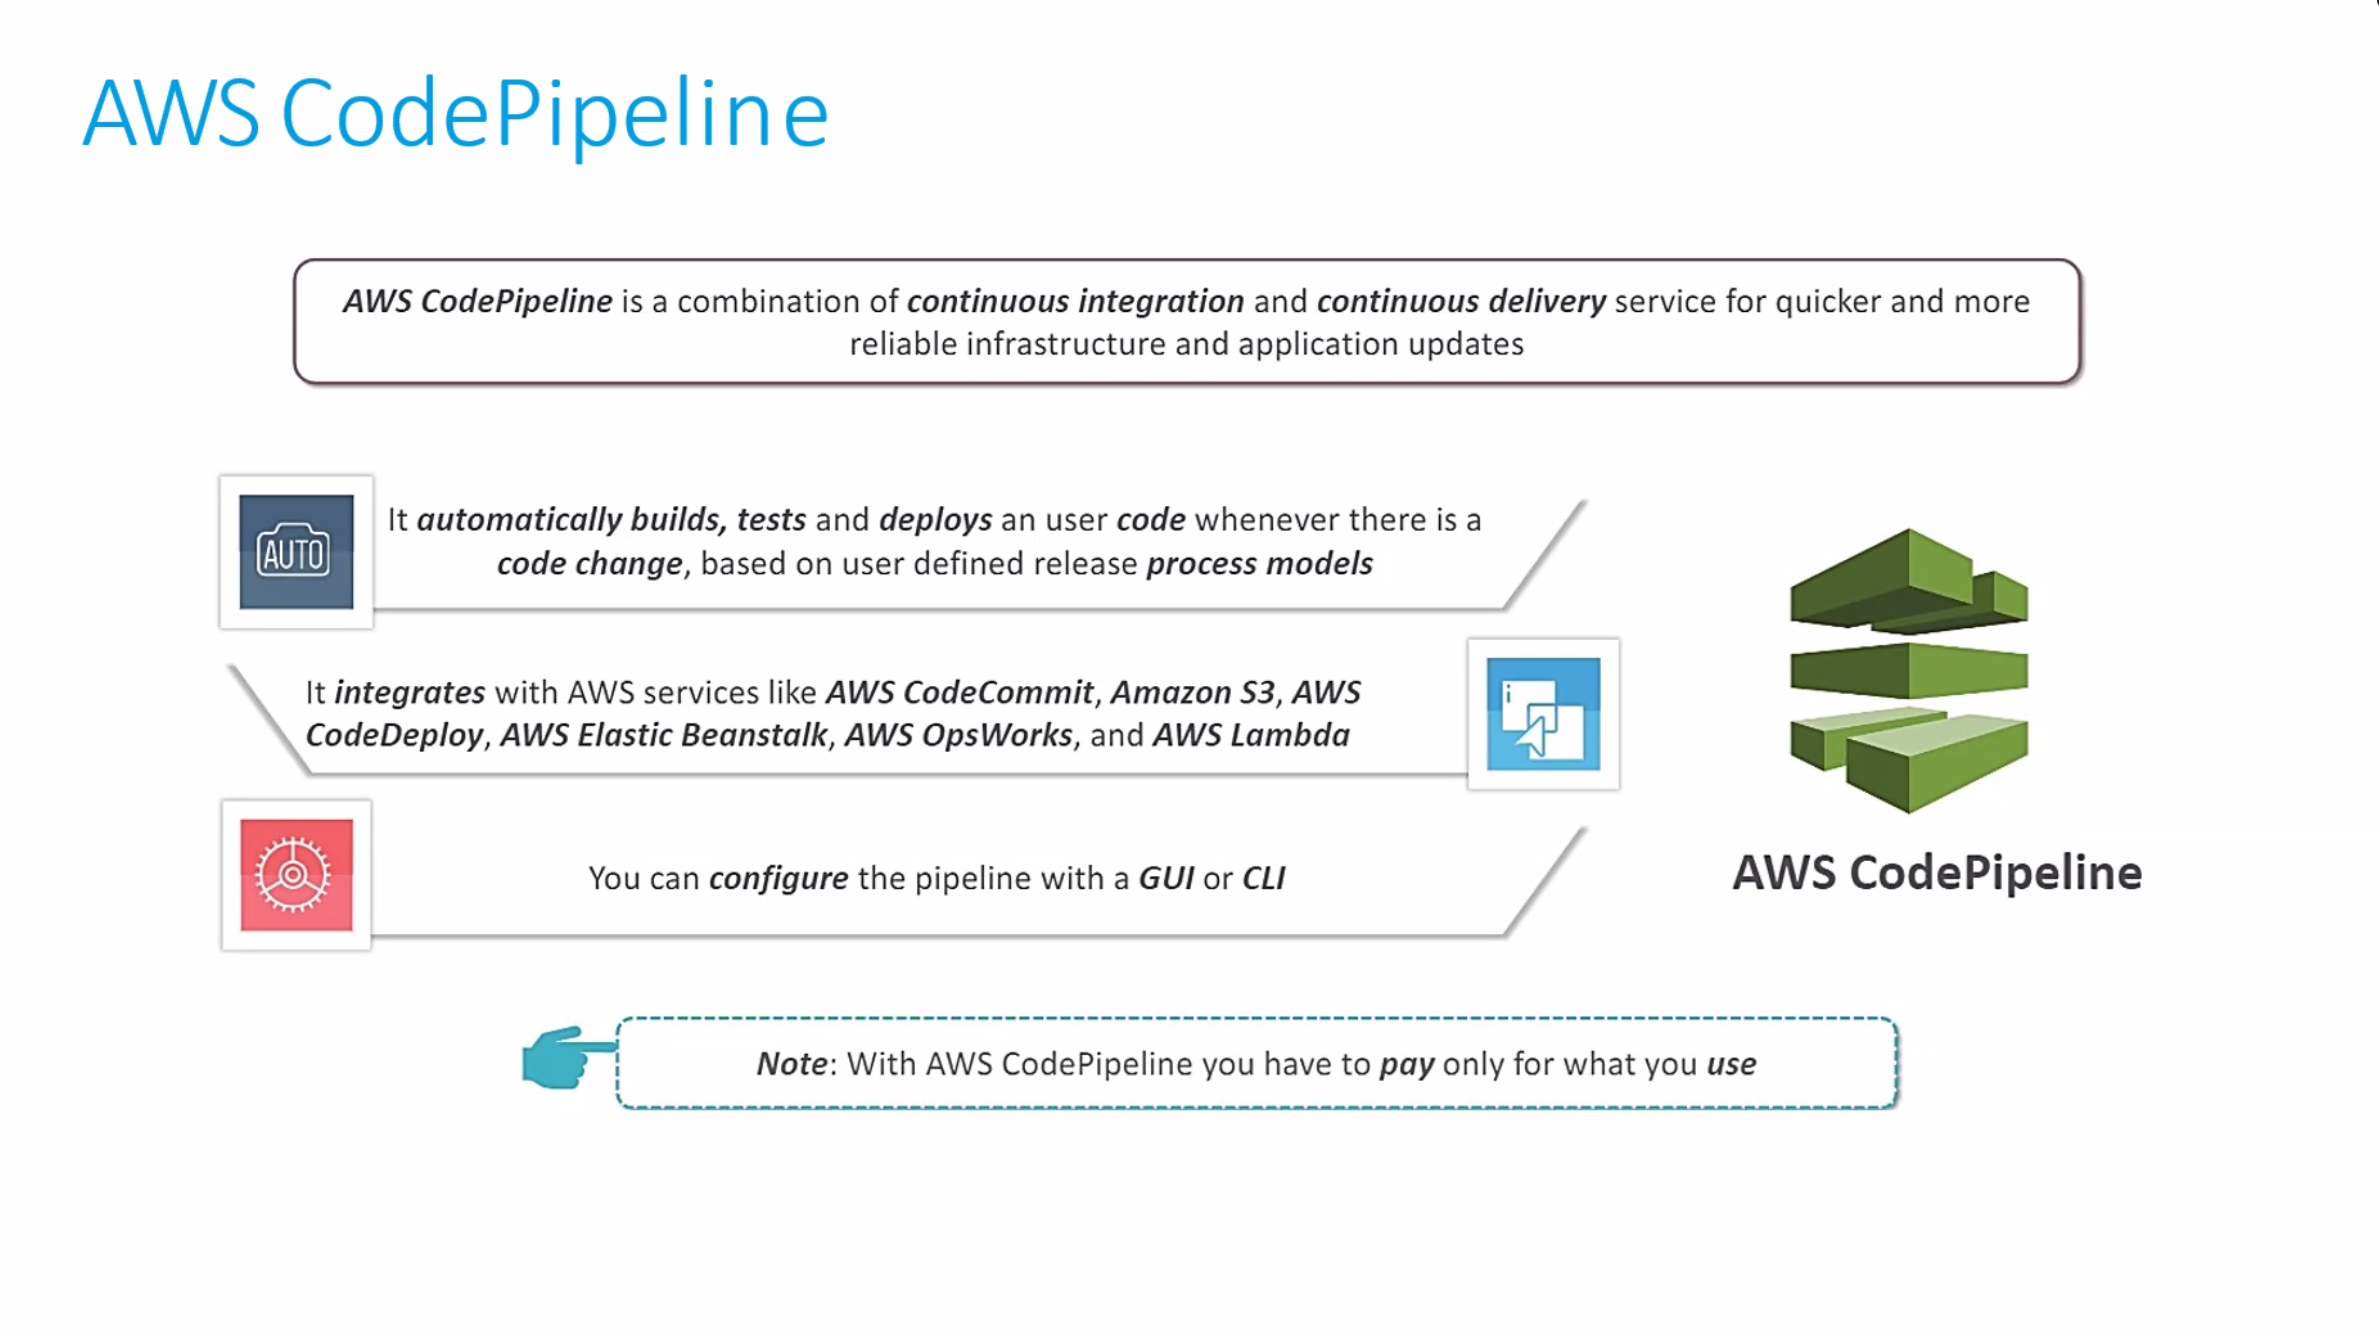 AWS CodePipeline
AWS CodePipeline is a combination of continuous integration and continuous delivery service for quicker and more
reliable infrastructure and application updates
AUTO
It automatically builds, tests and deploys an user code whenever there is a
code change, based on user defined release process models
It integrates with AWS services like AWS CodeCommit, Amazon S3, AWS
CodeDeploy, AWS Elastic Beanstalk, AWS OpsWorks, and AWS Lambda
You can configure the pipeline with a GUI or CLI
AWS CodePipeline
Note: With AWS CodePipeline you have to pay only for what you use